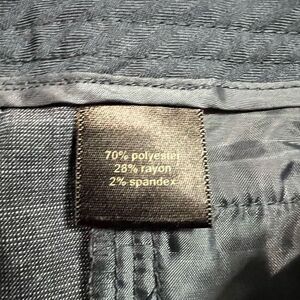 70% polyester
28% rayon
2% spandex